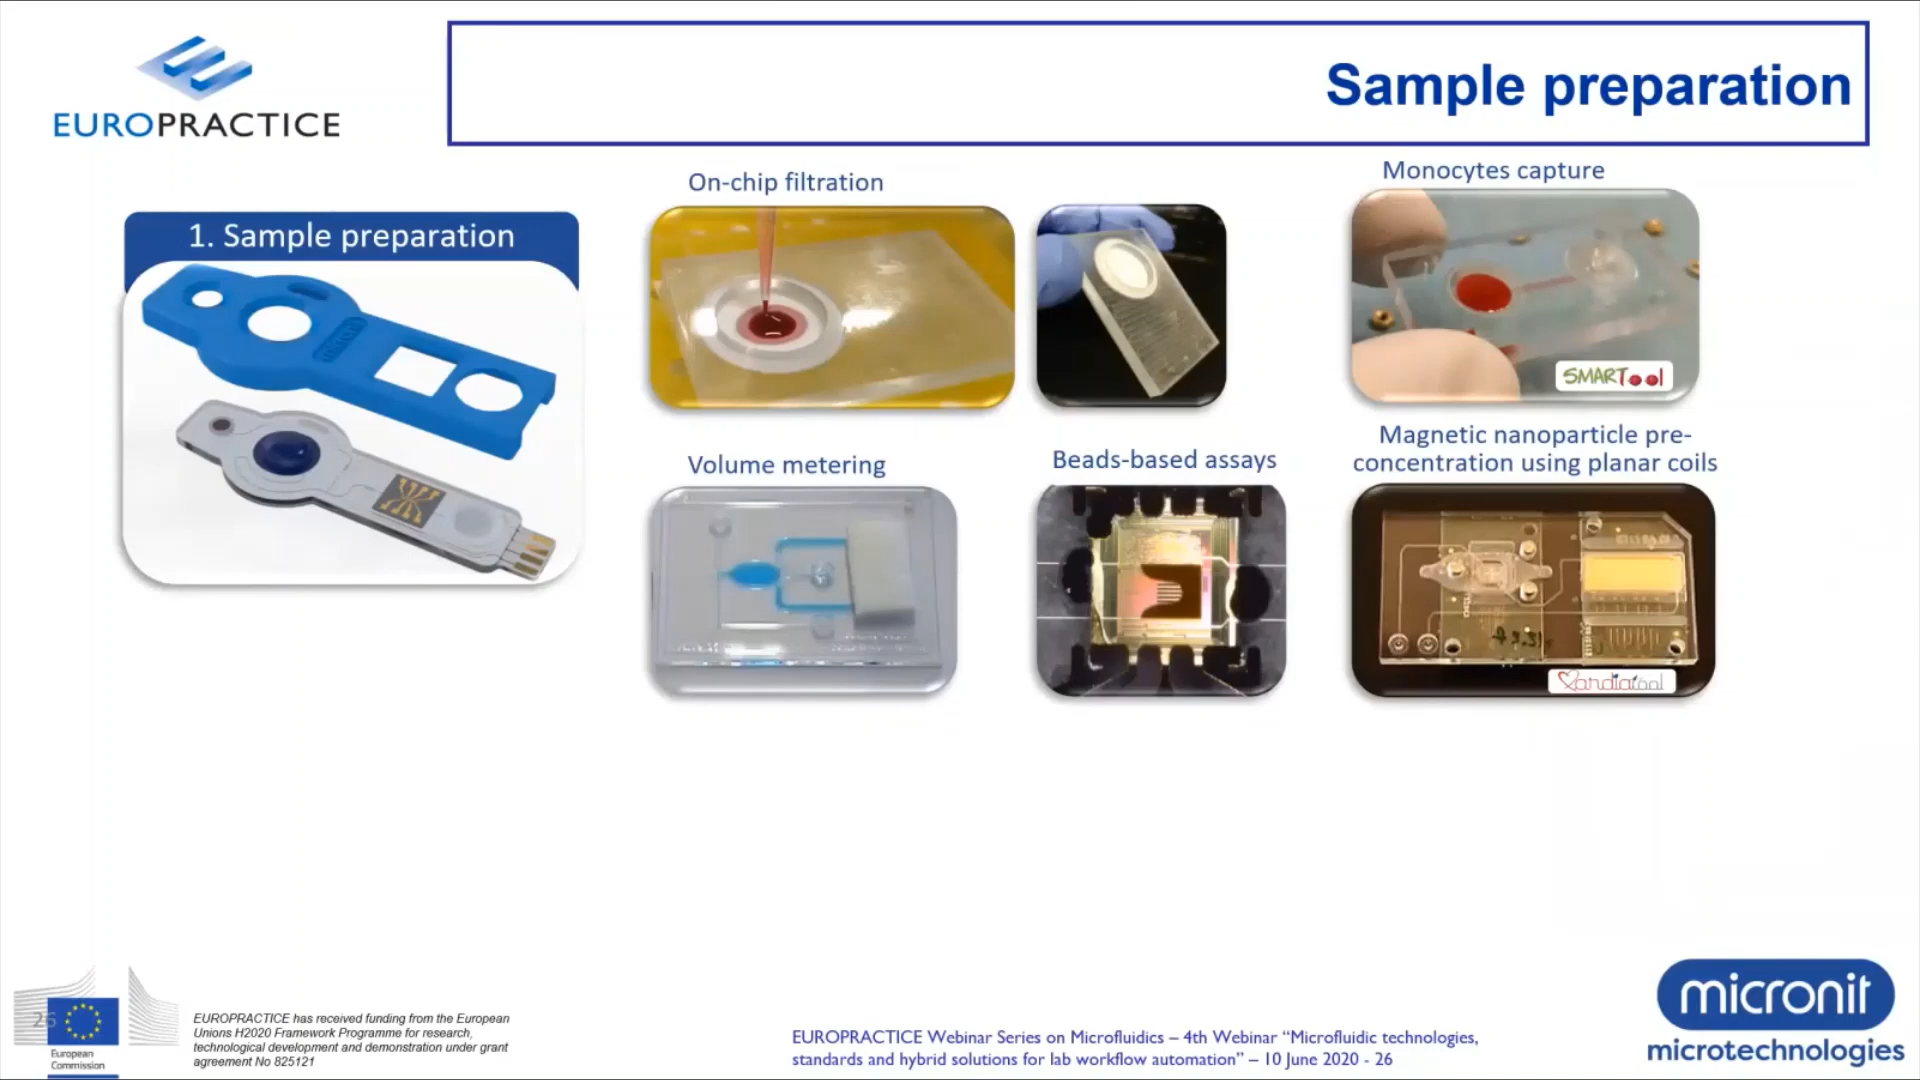 EUROPRACTICE
Sample preparation
1. Sample preparation
On-chip filtration
Monocytes capture
SMARTool
Volume metering
Beads-based assays
Magnetic nanoparticle pre-
concentration using planar coils
Cardiatool
26
European
Commission
EUROPRACTICE has received funding from the European
Unions H2020 Framework Programme for research,
technological development and demonstration under grant
agreement No 825121
EUROPRACTICE Webinar Series on Microfluidics – 4th Webinar “Microfluidic technologies,
standards and hybrid solutions for lab workflow automation” – 10 June 2020 - 26
micronit
microtechnologies